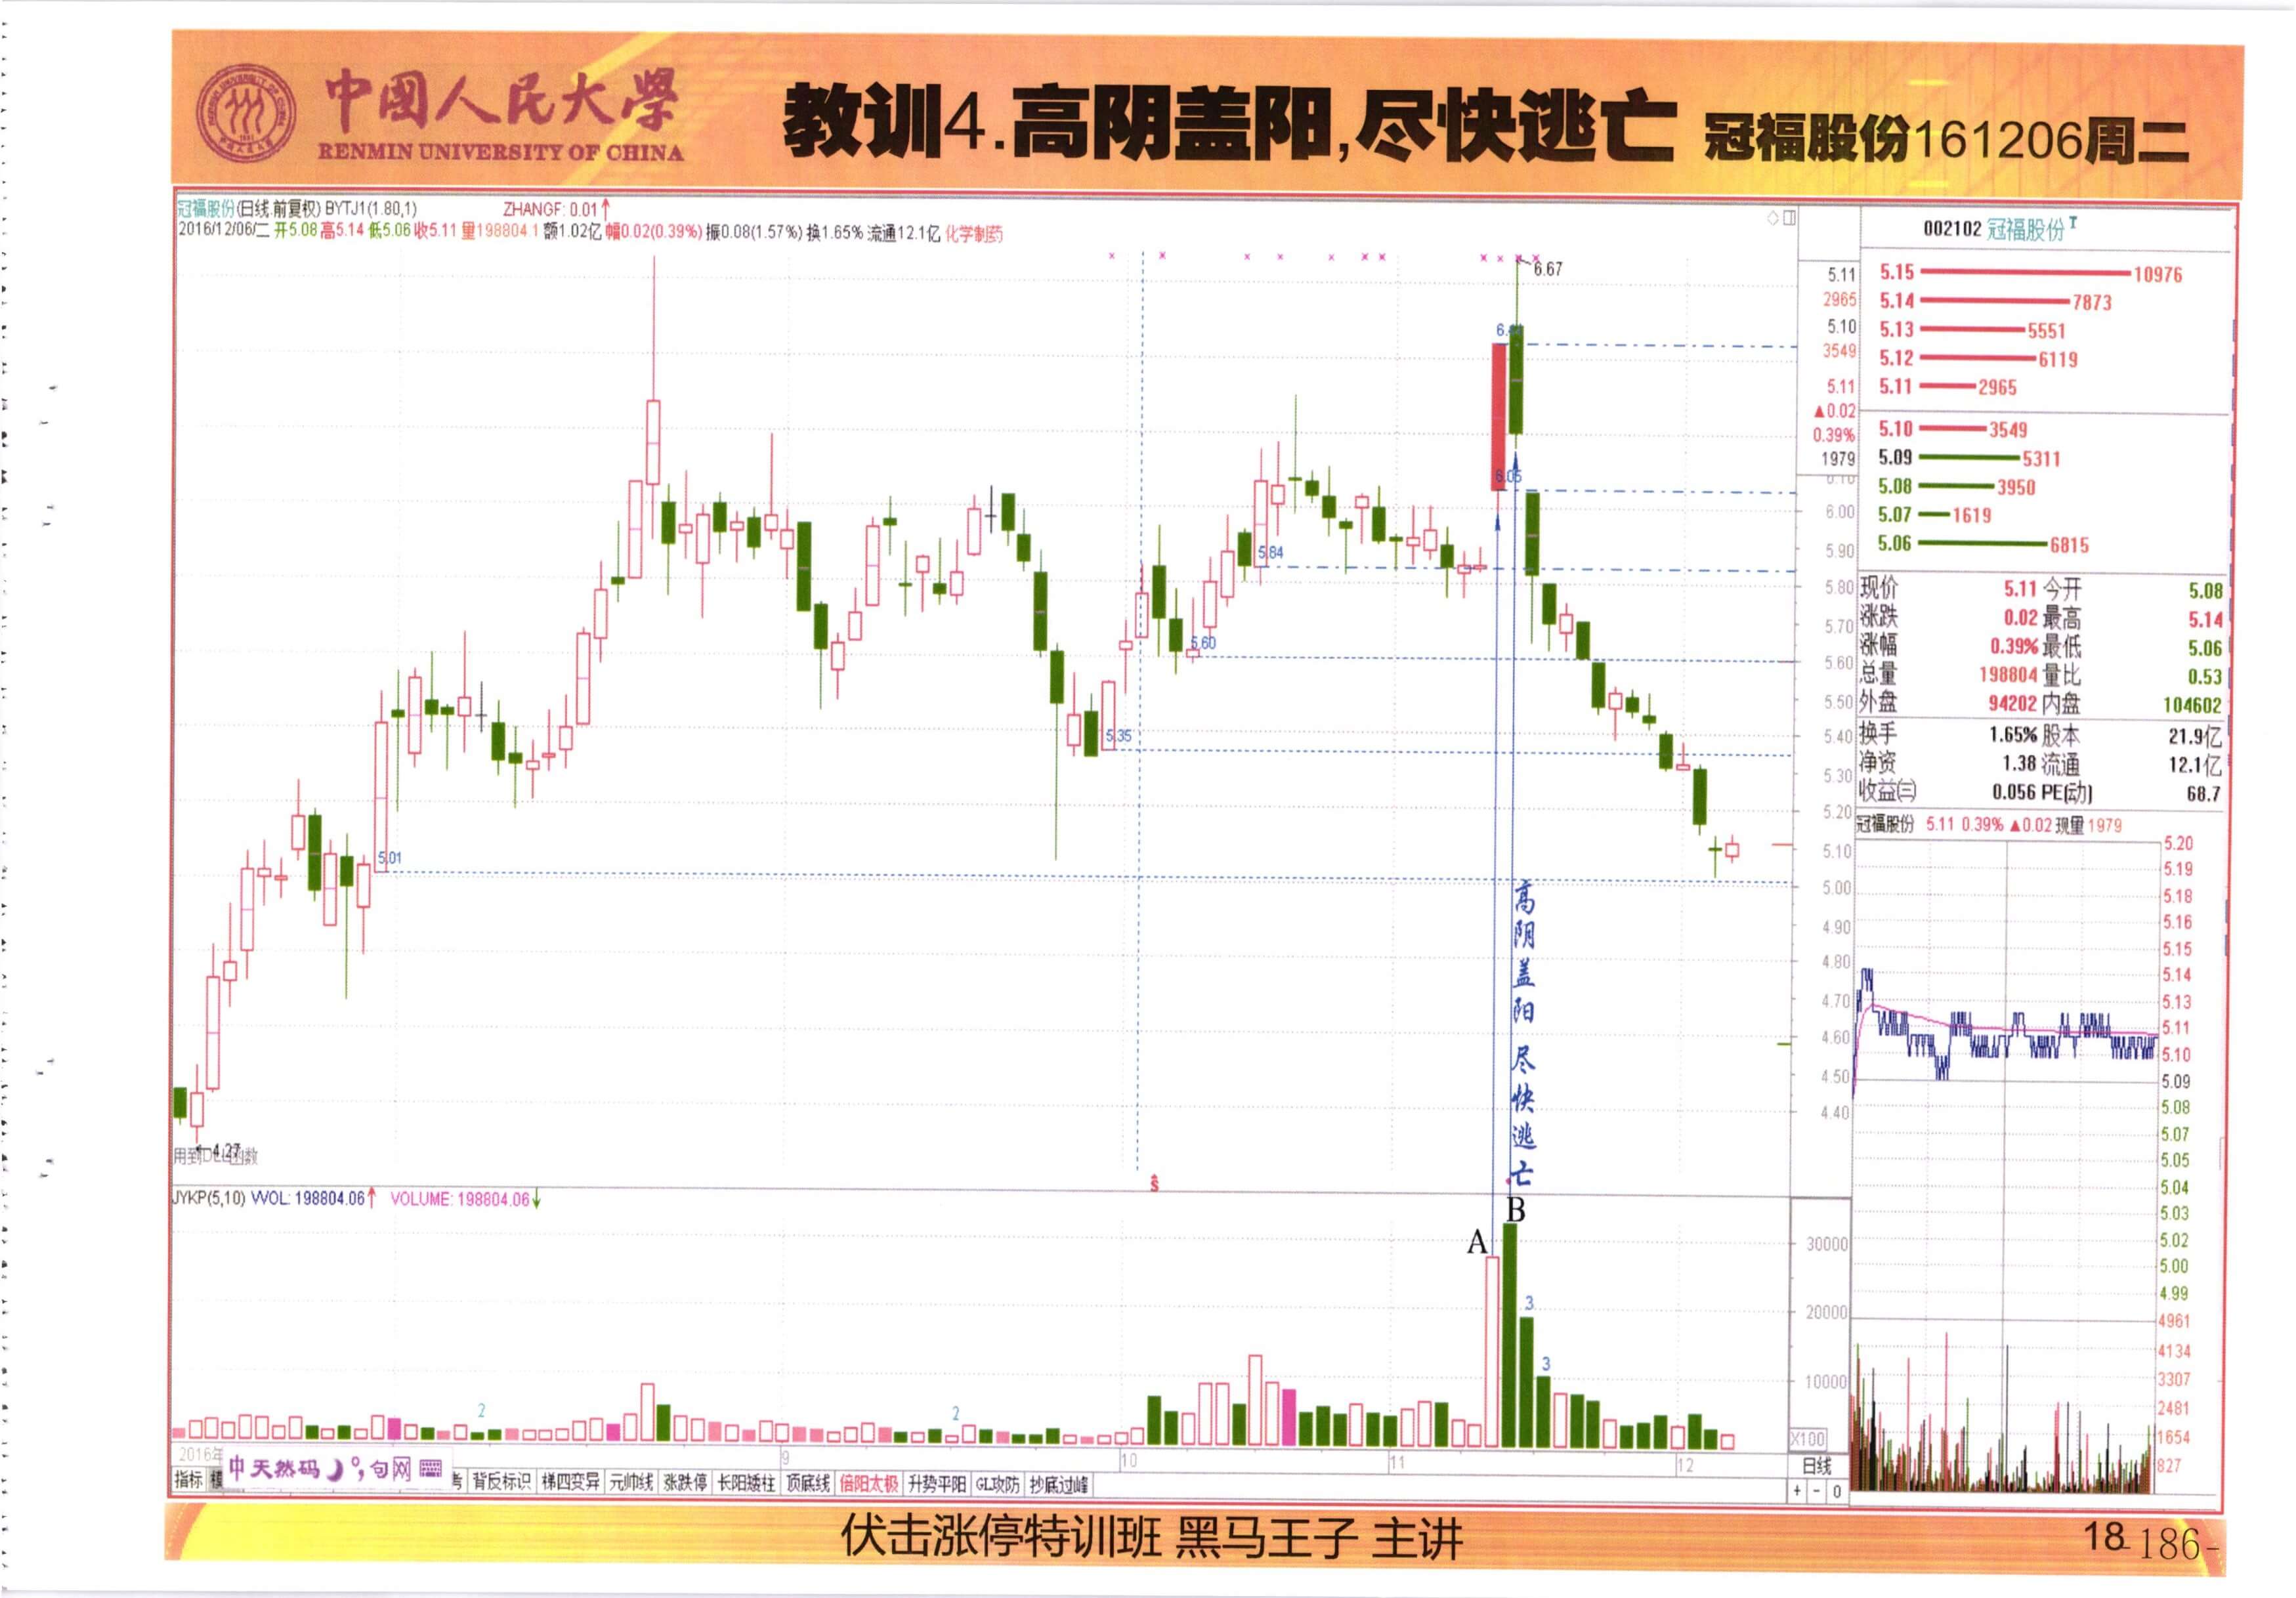 中国人民大学
RENMIN UNIVERSITY OF CHINA
教训4.高阴盖阳,尽快逃亡 冠福股份161206周二
冠福股份(日线.前复权) BYTJ1(1.80,1) ZHANGF: 0.01↑
2016/12/06/二 开5.08 高5.14 低5.06 收5.11 量198804.1 额1.02亿 幅0.02(0.39%) 振0.08(1.57%) 换1.65% 流通12.1亿 化学制药
6.67
6.05
5.84
5.60
5.35
5.01
4.27
高阴盖阳 尽快逃亡
5.11
2965
5.10
3549
5.11
▲0.02
0.39%
1979
6.00
5.90
5.80
5.70
5.60
5.50
5.40
5.30
5.20
5.10
5.00
4.90
4.80
4.70
4.60
4.50
4.40
JYKP(5,10) VVOL: 198804.06↑ VOLUME: 198804.06↓
A
B
2
2
3
3
30000
20000
10000
X100
2016年
9
10
11
12
日线
中天然码
句网
指标
背反标识 梯四变异 元帅线 涨跌停 长阳矮柱 顶底线 倍阳太极 升势平阳 GL攻防 抄底过峰
+ - 0
002102 冠福股份 T
5.15 10976
5.14 7873
5.13 5551
5.12 6119
5.11 2965
5.10 3549
5.09 5311
5.08 3950
5.07 1619
5.06 6815
现价 5.11 今开 5.08
涨跌 0.02 最高 5.14
涨幅 0.39% 最低 5.06
总量 198804 量比 0.53
外盘 94202 内盘 104602
换手 1.65% 股本 21.9亿
净资 1.38 流通 12.1亿
收益(三) 0.056 PE(动) 68.7
冠福股份 5.11 0.39% ▲0.02 现量 1979
5.20
5.19
5.18
5.16
5.15
5.14
5.13
5.11
5.10
5.09
5.08
5.07
5.05
5.04
5.03
5.02
5.00
4.99
4961
4134
3307
2481
1654
827
伏击涨停特训班 黑马王子 主讲
18
186-